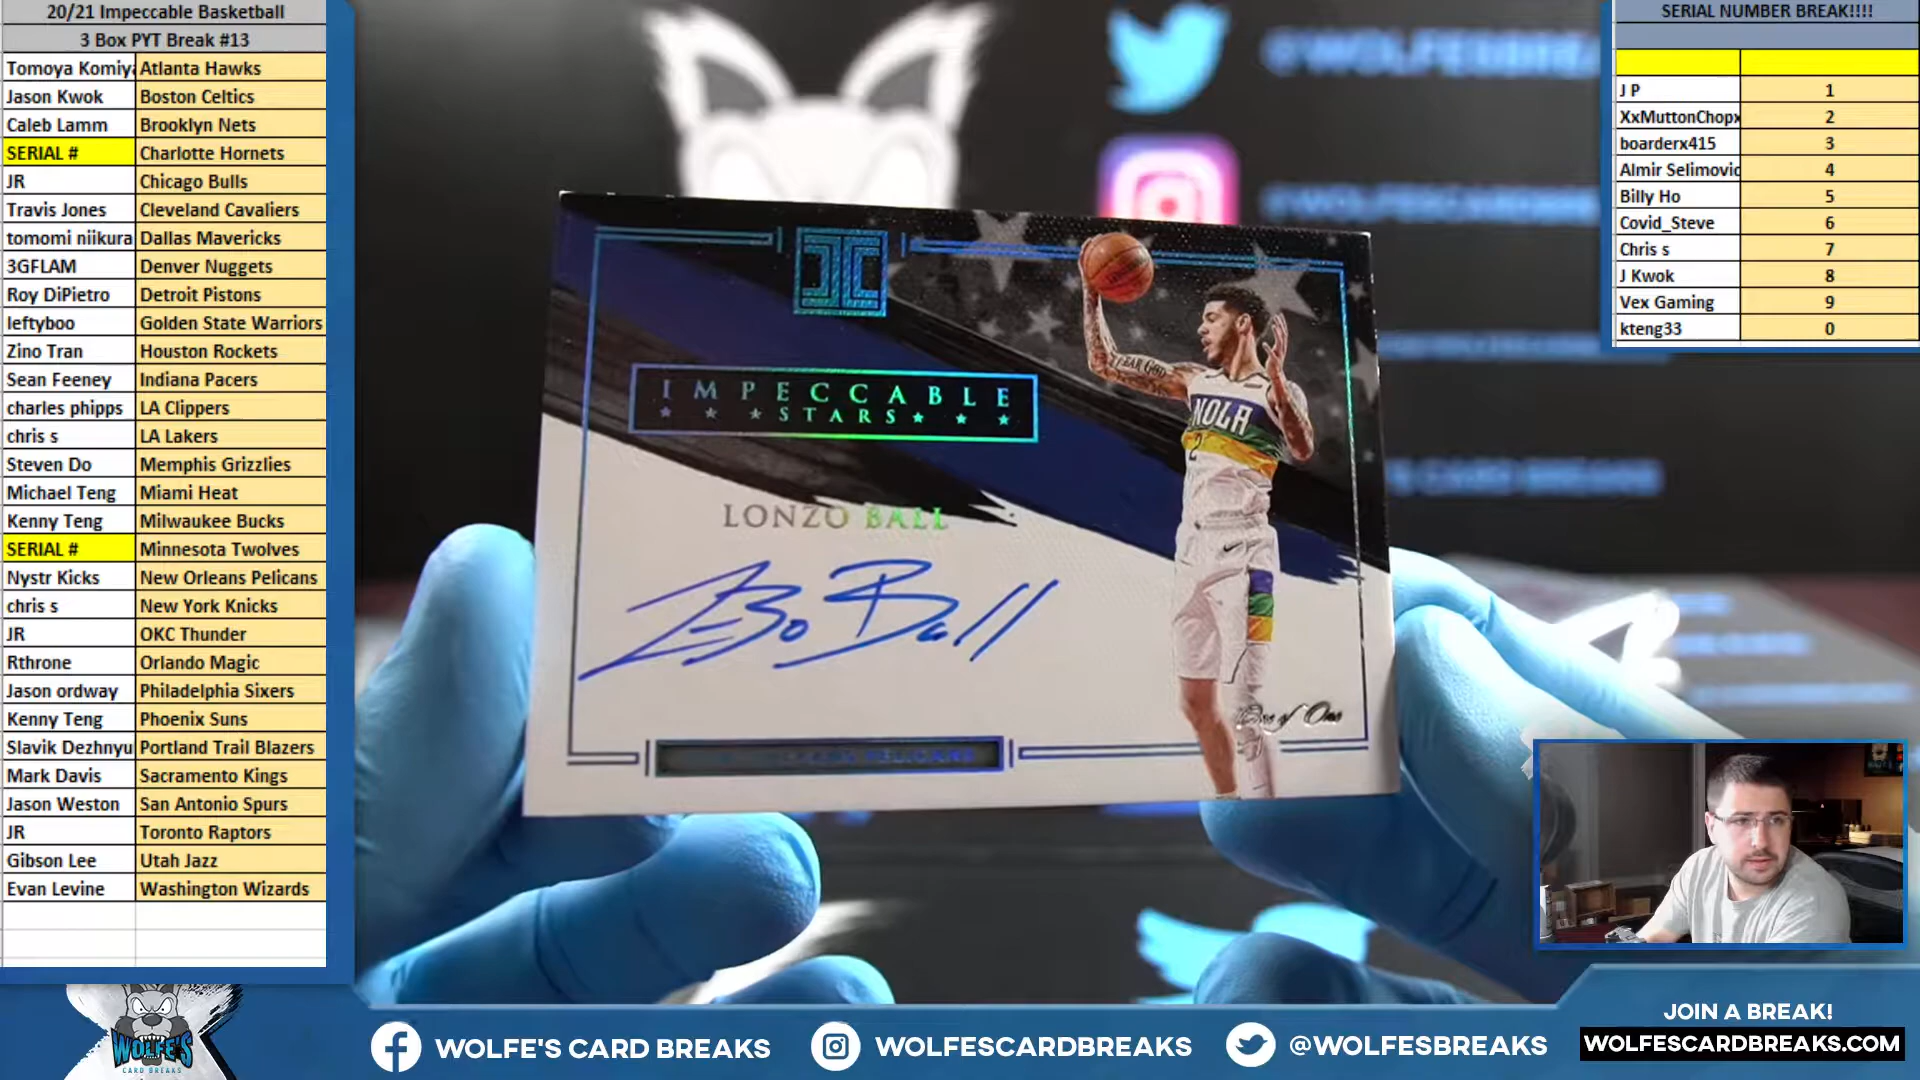 20/21 Impeccable Basketball
3 Box PYT Break #13
Tomoya Komiy Atlanta Hawks
Jason Kwok Boston Celtics
Caleb Lamm Brooklyn Nets
SERIAL # Charlotte Hornets
JR Chicago Bulls
Travis Jones Cleveland Cavaliers
tomomi niikura Dallas Mavericks
3GFLAM Denver Nuggets
Roy DiPietro Detroit Pistons
leftyboo Golden State Warriors
Zino Tran Houston Rockets
Sean Feeney Indiana Pacers
charles phipps LA Clippers
chris s LA Lakers
Steven Do Memphis Grizzlies
Michael Teng Miami Heat
Kenny Teng Milwaukee Bucks
SERIAL # Minnesota Twolves
Nystr Kicks New Orleans Pelicans
chris s New York Knicks
JR OKC Thunder
Rthrone Orlando Magic
Jason ordway Philadelphia Sixers
Kenny Teng Phoenix Suns
Slavik Dezhnyu Portland Trail Blazers
Mark Davis Sacramento Kings
Jason Weston San Antonio Spurs
JR Toronto Raptors
Gibson Lee Utah Jazz
Evan Levine Washington Wizards
@WOLFESBREA
IMPECCABLE
STARS
LONZO BALL
Zo Ball
NOLA
2
One of One
SERIAL NUMBER BREAK!!!!
J P 1
XxMuttonChopx 2
boarderx415 3
Almir Selimovic 4
Billy Ho 5
Covid_Steve 6
Chris s 7
J Kwok 8
Vex Gaming 9
kteng33 0
WOLFE'S
CARD BREAKS
WOLFE'S CARD BREAKS
WOLFESCARDBREAKS
@WOLFESBREAKS
JOIN A BREAK!
WOLFESCARDBREAKS.COM